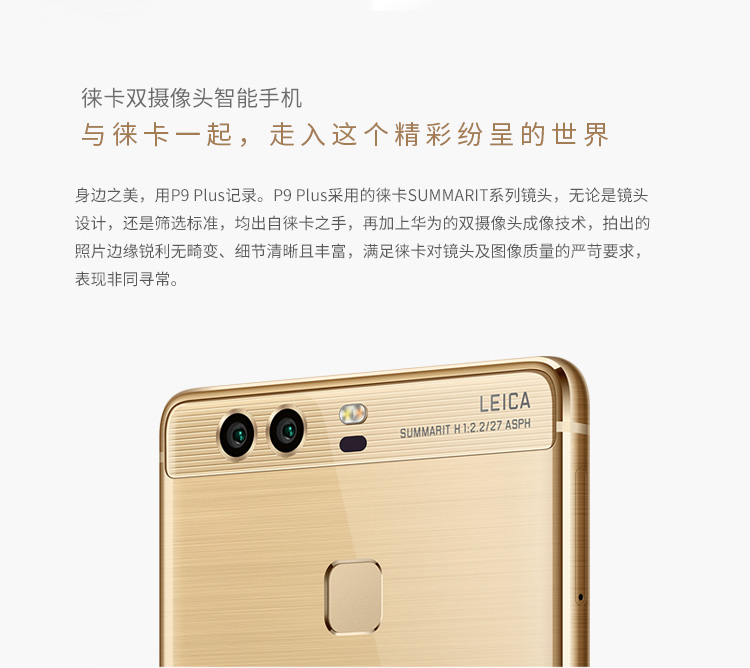 徕卡双摄像头智能手机
与徕卡一起，走入这个精彩纷呈的世界
身边之美，用P9 Plus记录。P9 Plus采用的徕卡SUMMARIT系列镜头，无论是镜头
设计，还是筛选标准，均出自徕卡之手，再加上华为的双摄像头成像技术，拍出的
照片边缘锐利无畸变、细节清晰且丰富，满足徕卡对镜头及图像质量的严苛要求，
表现非同寻常。
LEICA
SUMMARIT H 1:2.2/27 ASPH